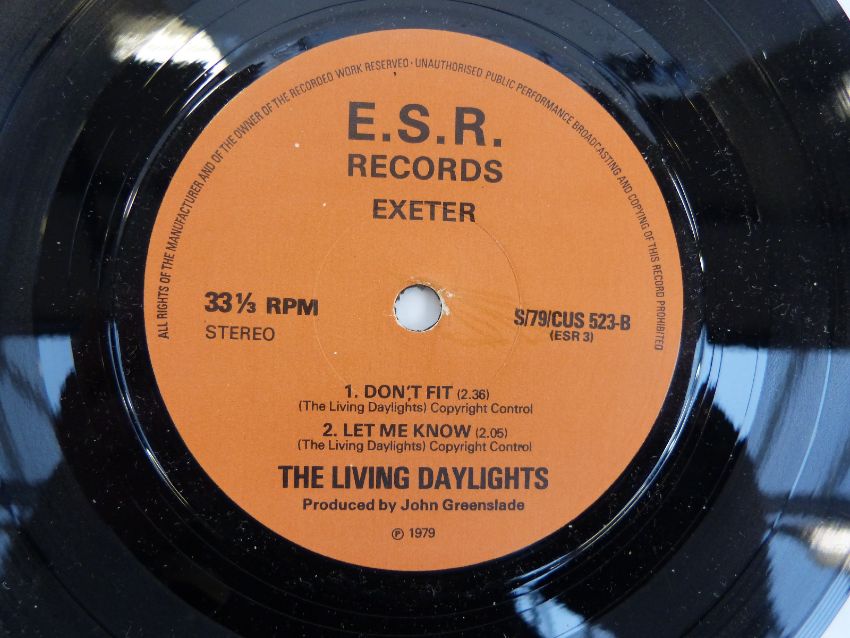 ALL RIGHTS OF THE MANUFACTURER AND OF THE OWNER OF THE RECORDED WORK RESERVED · UNAUTHORISED PUBLIC PERFORMANCE BROADCASTING AND COPYING OF THIS RECORD PROHIBITED
E.S.R.
RECORDS
EXETER
33 1/3 RPM
STEREO
S/79/CUS 523-B
(ESR 3)
1. DON'T FIT (2.36)
(The Living Daylights) Copyright Control
2. LET ME KNOW (2.05)
(The Living Daylights) Copyright Control
THE LIVING DAYLIGHTS
Produced by John Greenslade
℗ 1979